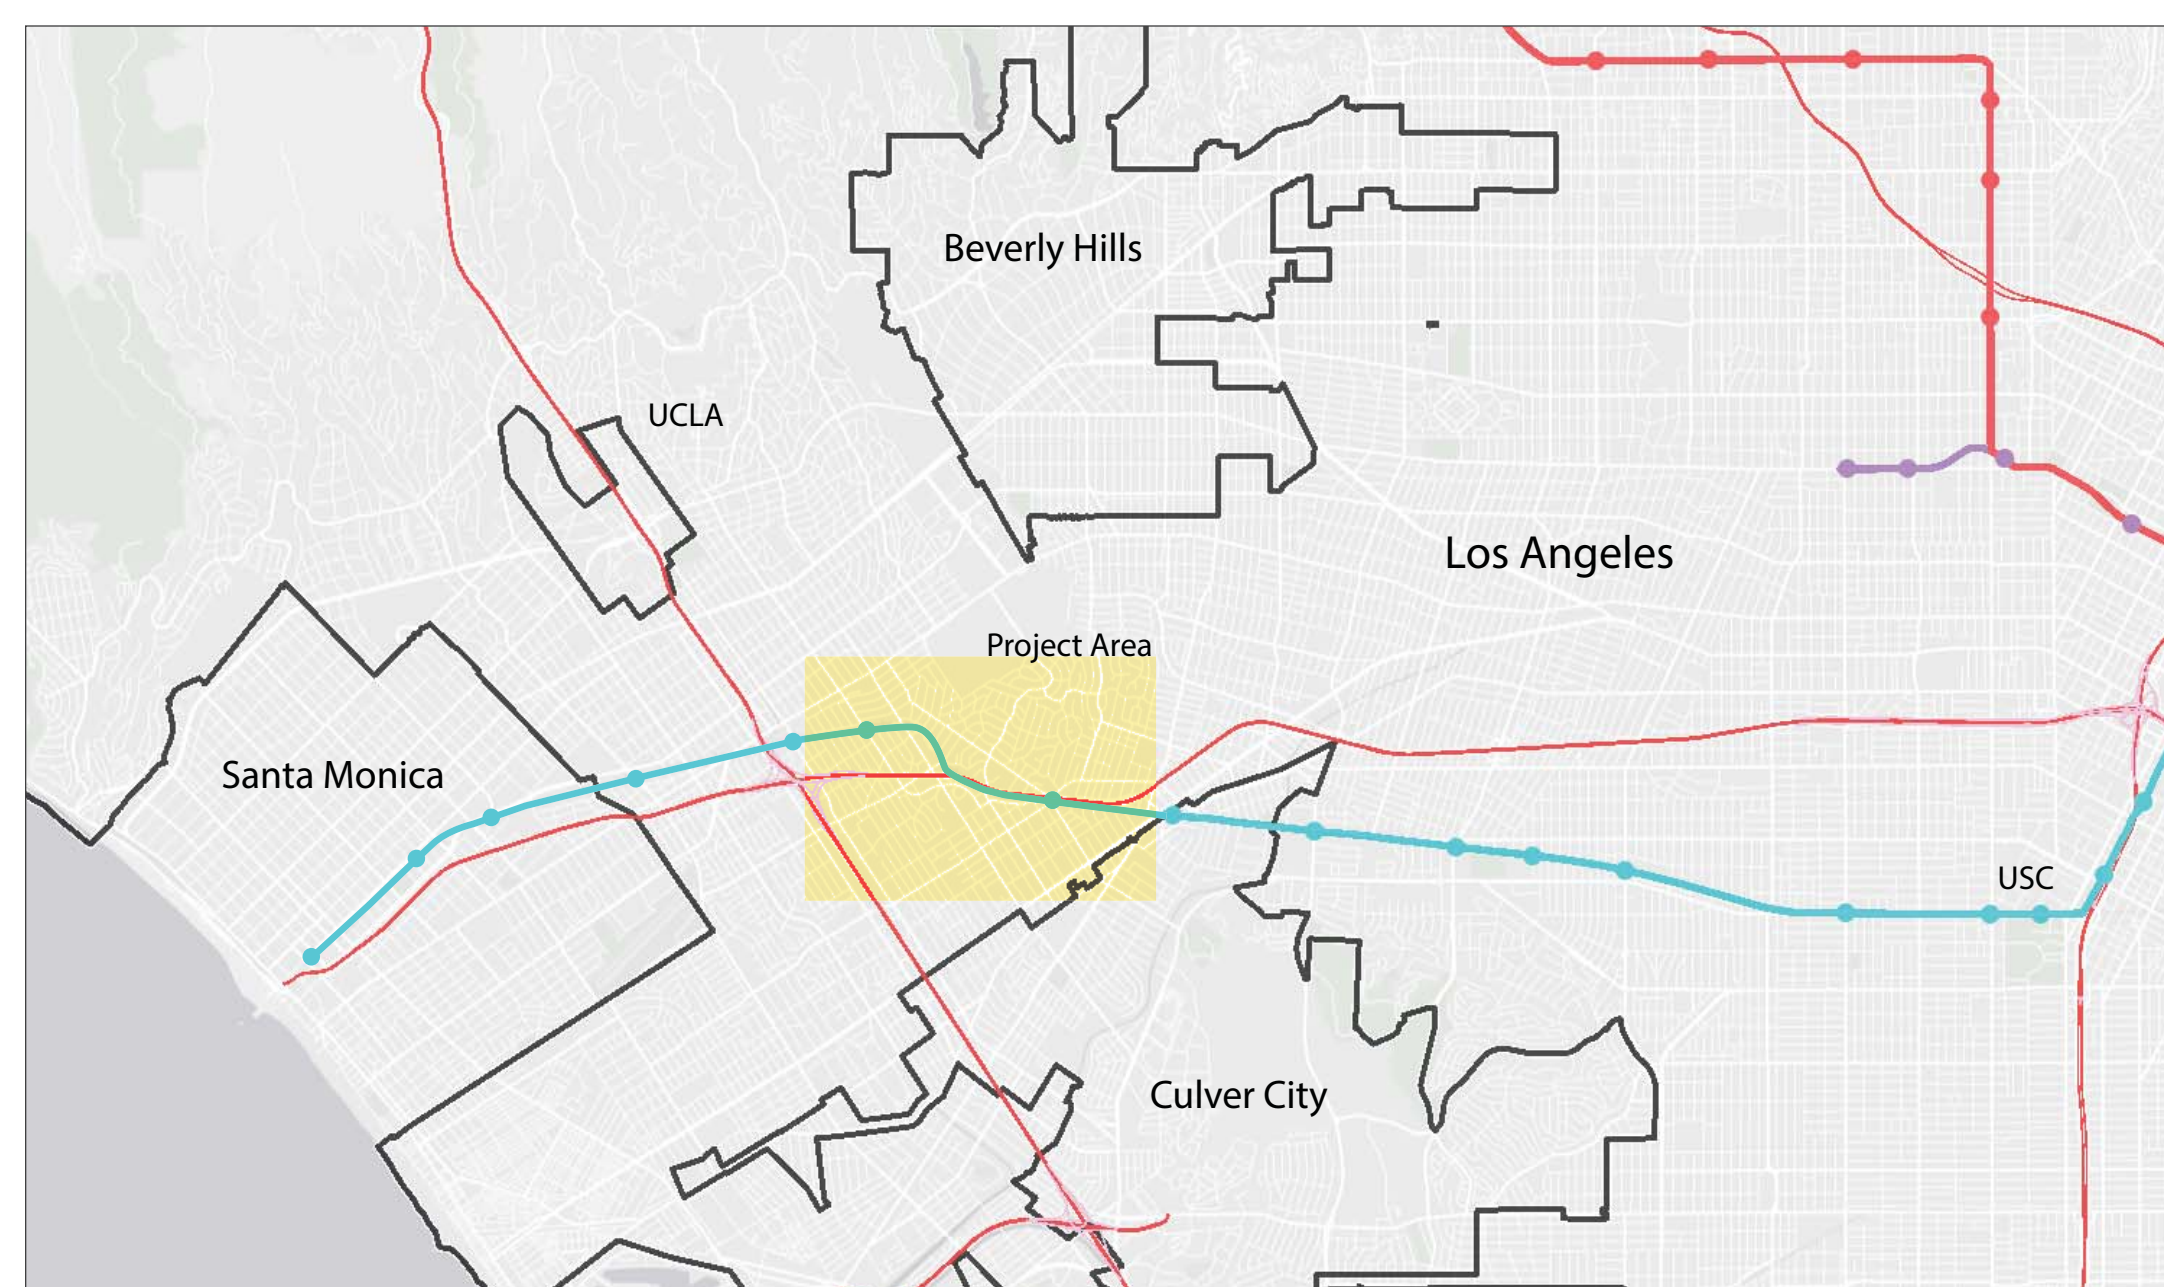 Beverly Hills
UCLA
Los Angeles
Project Area
Santa Monica
USC
Culver City